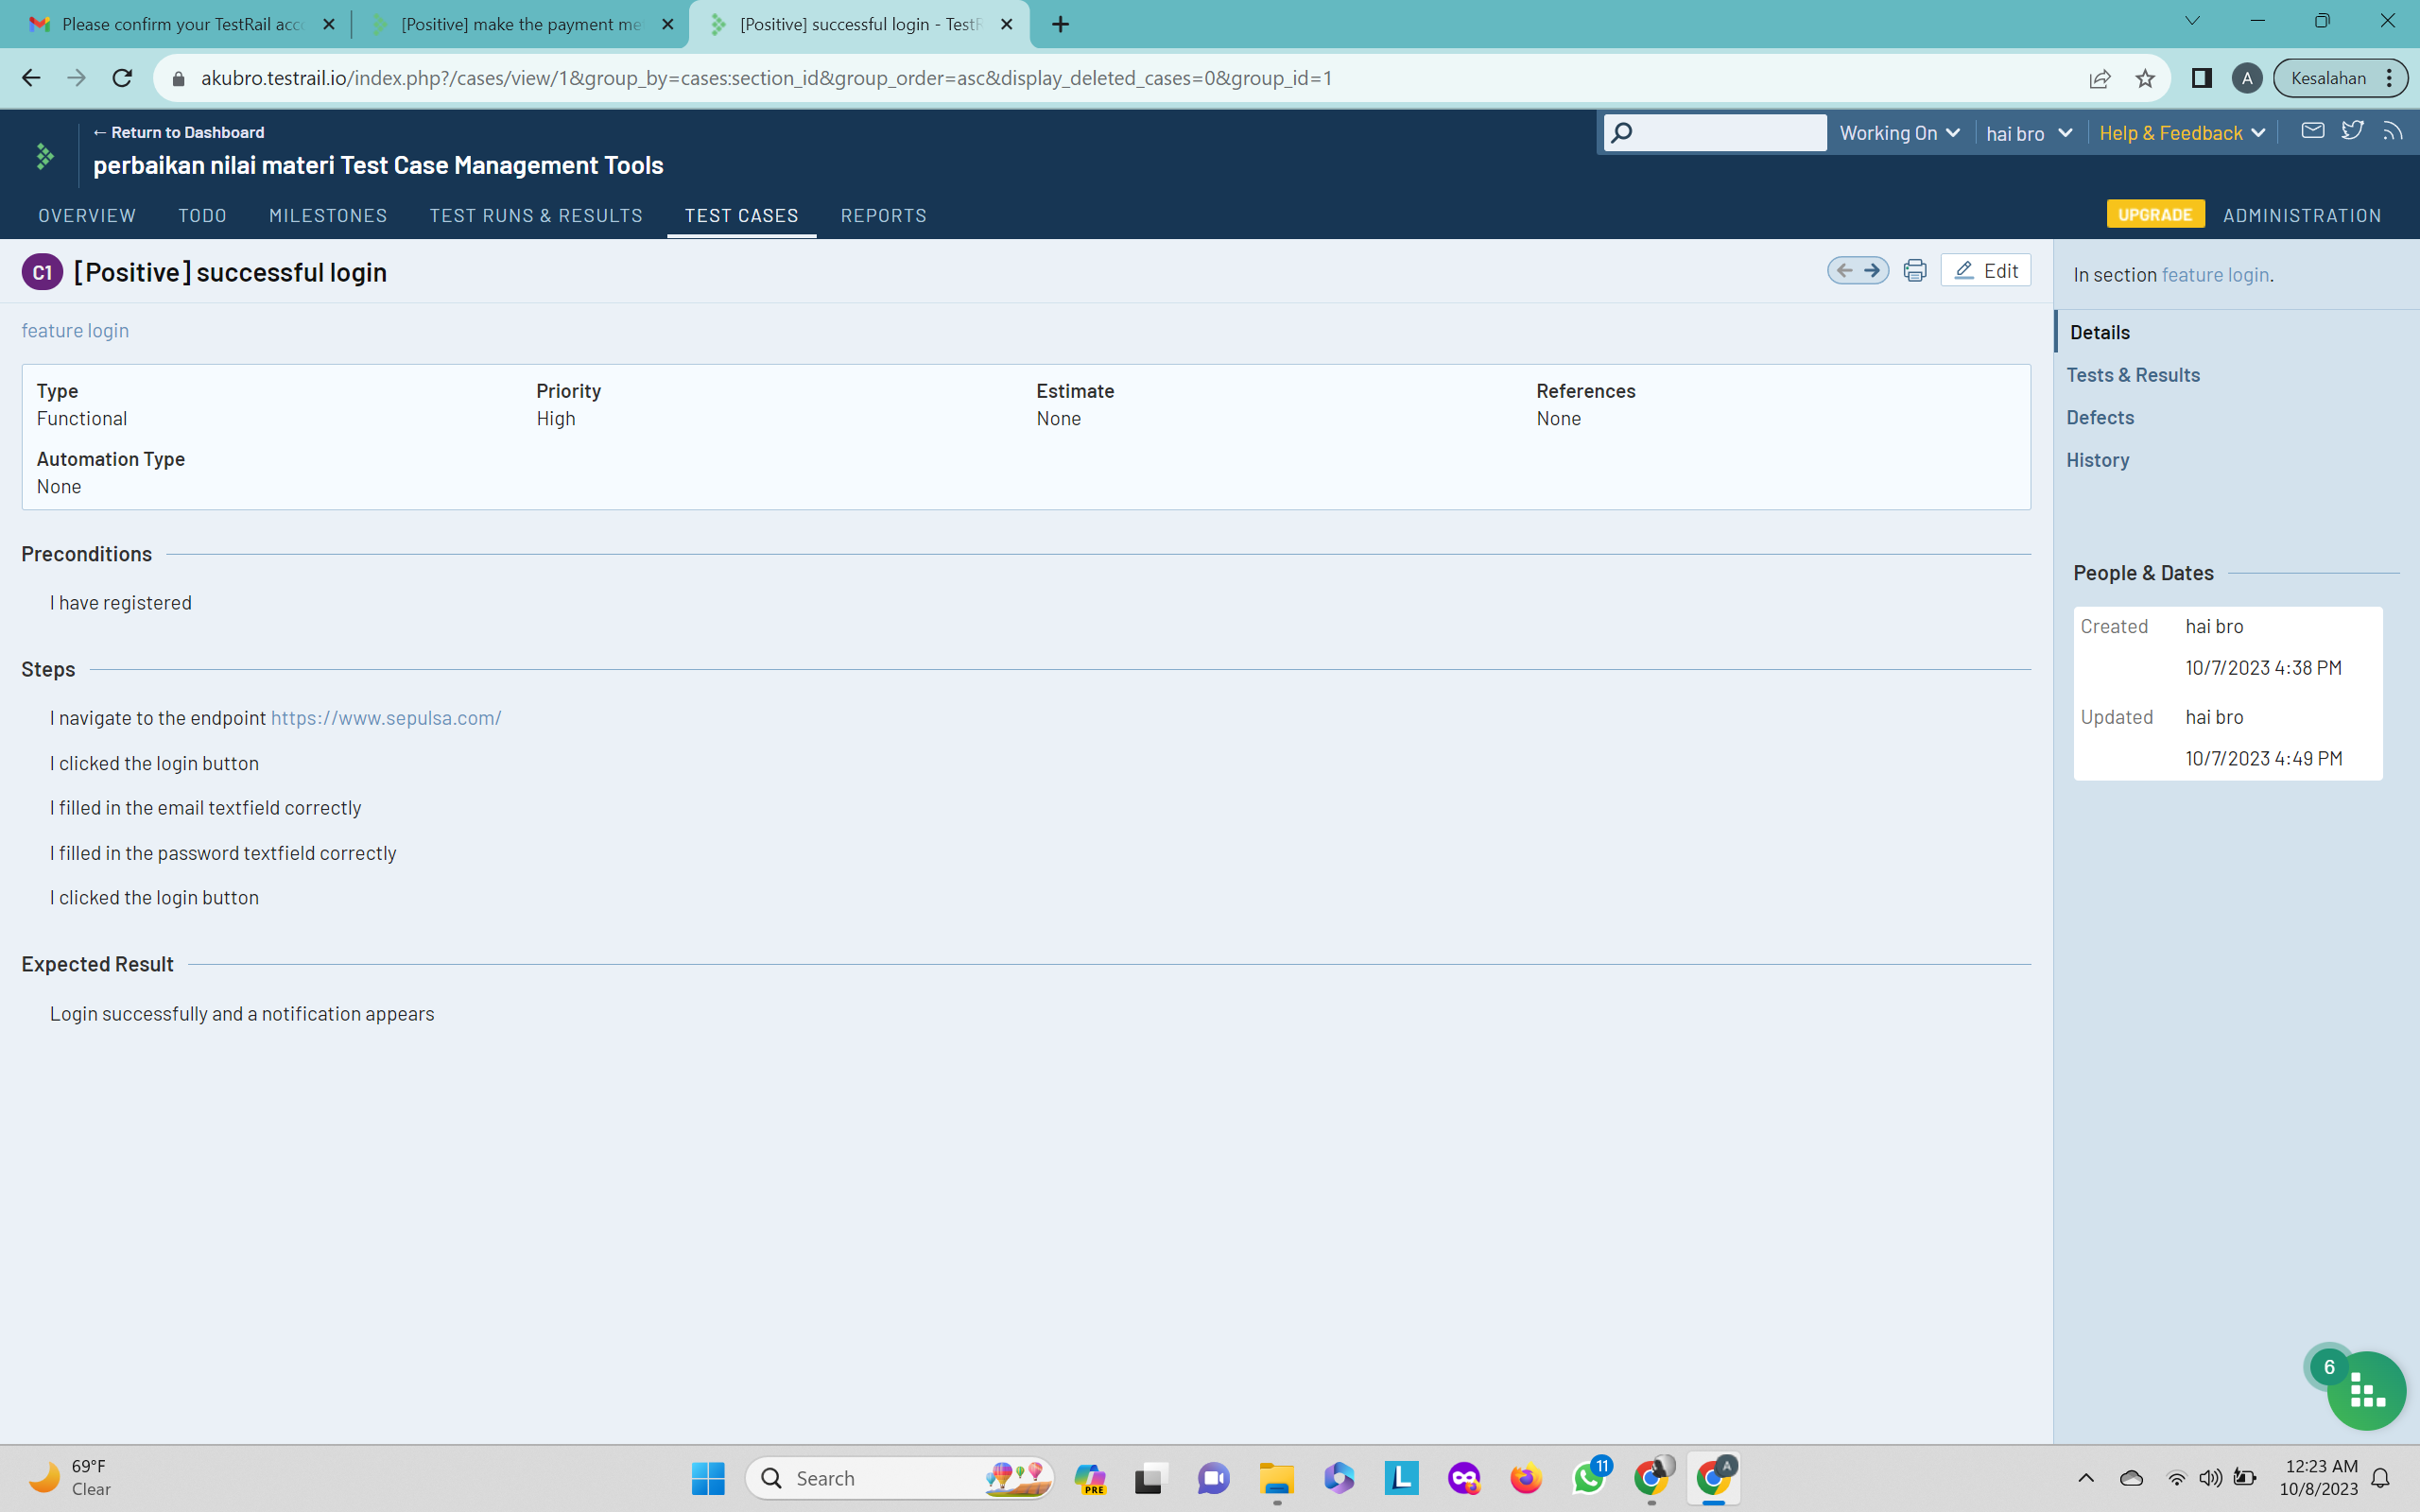 Please confirm your TestRail acc
[Positive] make the payment me
[Positive] successful login - TestR
akubro.testrail.io/index.php?/cases/view/1&group_by=cases:section_id&group_order=asc&display_deleted_cases=0&group_id=1
A
Kesalahan
← Return to Dashboard
perbaikan nilai materi Test Case Management Tools
Working On
hai bro
Help & Feedback
OVERVIEW
TODO
MILESTONES
TEST RUNS & RESULTS
TEST CASES
REPORTS
UPGRADE
ADMINISTRATION
C1
[Positive] successful login
Edit
feature login
Type
Functional
Priority
High
Estimate
None
References
None
Automation Type
None
Preconditions
I have registered
Steps
I navigate to the endpoint https://www.sepulsa.com/
I clicked the login button
I filled in the email textfield correctly
I filled in the password textfield correctly
I clicked the login button
Expected Result
Login successfully and a notification appears
In section feature login.
Details
Tests & Results
Defects
History
People & Dates
Created
hai bro
10/7/2023 4:38 PM
Updated
hai bro
10/7/2023 4:49 PM
6
69°F
Clear
Search
PRE
L
11
A
12:23 AM
10/8/2023